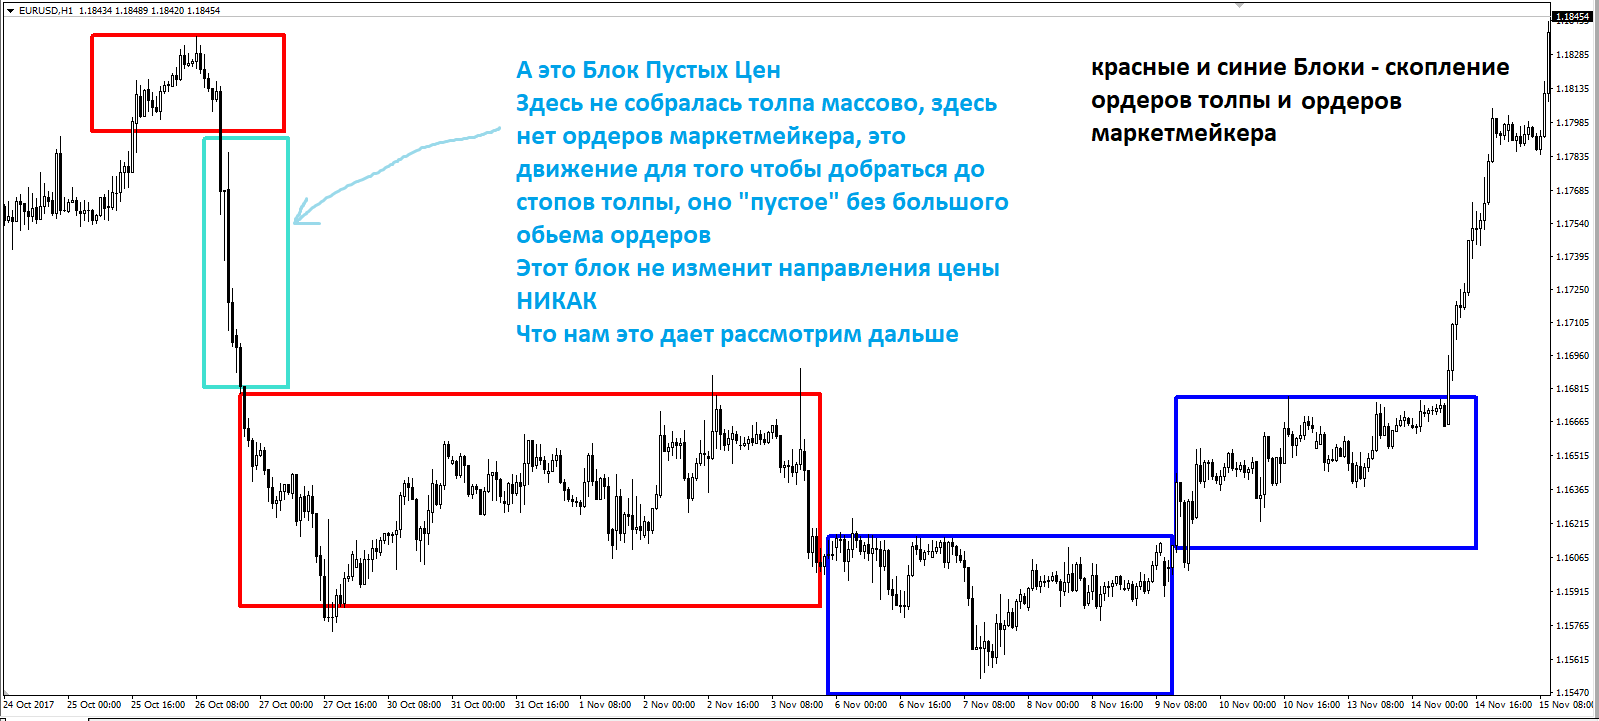 EURUSD,H1 1.18434 1.18489 1.18420 1.18454
А это Блок Пустых Цен
Здесь не собралась толпа массово, здесь
нет ордеров маркетмейкера, это
движение для того чтобы добраться до
стопов толпы, оно "пустое" без большого
обьема ордеров
Этот блок не изменит направления цены
НИКАК
Что нам это дает рассмотрим дальше
красные и синие Блоки - скопление
ордеров толпы и ордеров
маркетмейкера
1.18454
1.18285
1.18135
1.17985
1.17835
1.17685
1.17540
1.17395
1.17250
1.17105
1.16960
1.16815
1.16665
1.16515
1.16365
1.16215
1.16065
1.15915
1.15765
1.15615
1.15470
24 Oct 2017 25 Oct 00:00 25 Oct 16:00 26 Oct 08:00 27 Oct 00:00 27 Oct 16:00 30 Oct 08:00 31 Oct 00:00 31 Oct 16:00 1 Nov 08:00 2 Nov 00:00 2 Nov 16:00 3 Nov 08:00 6 Nov 00:00 6 Nov 16:00 7 Nov 08:00 8 Nov 00:00 8 Nov 16:00 9 Nov 08:00 10 Nov 00:00 10 Nov 16:00 13 Nov 08:00 14 Nov 00:00 14 Nov 16:00 15 Nov 08:00